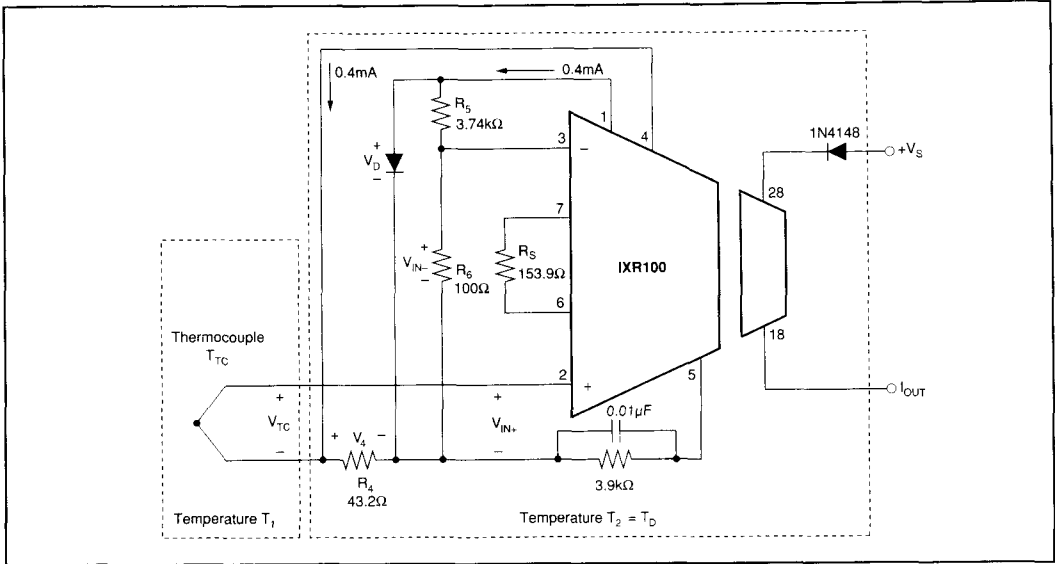 0.4mA
0.4mA
R5
3.74kΩ
1
4
1N4148
+VS
3
−
+
VD
−
28
7
+
VIN−
−
R6
100Ω
RS
153.9Ω
IXR100
6
18
Thermocouple
TTC
2
+
5
IOUT
+
VTC
−
+
VIN+
−
0.01µF
+ V4 −
R4
43.2Ω
3.9kΩ
Temperature T1
Temperature T2 = TD